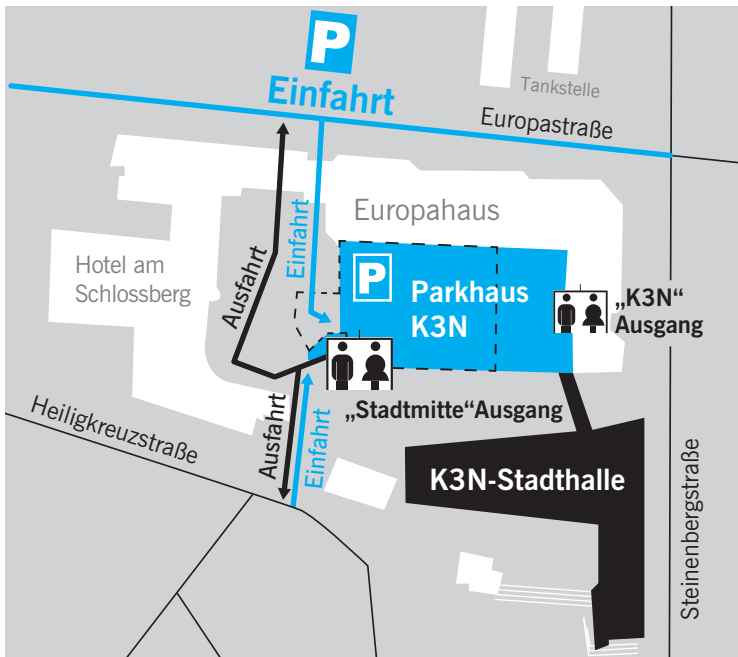 P
Einfahrt
Tankstelle
Europastraße
Europahaus
Einfahrt
Ausfahrt
Hotel am
Schlossberg
P
Parkhaus
K3N
„K3N“
Ausgang
„Stadtmitte“Ausgang
Heiligkreuzstraße
Ausfahrt
Einfahrt
K3N-Stadthalle
Steinenbergstraße